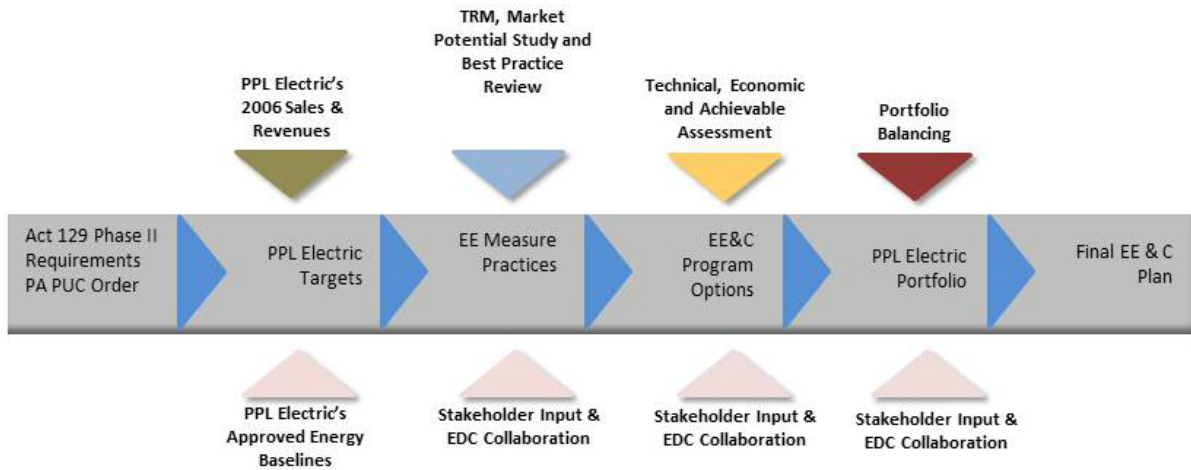 TRM, Market
Potential Study and
Best Practice
Review
PPL Electric's
2006 Sales &
Revenues
Technical, Economic
and Achievable
Assessment
Portfolio
Balancing
Act 129 Phase II
Requirements
PA PUC Order
PPL Electric
Targets
EE Measure
Practices
EE&C
Program
Options
PPL Electric
Portfolio
Final EE & C
Plan
PPL Electric's
Approved Energy
Baselines
Stakeholder Input &
EDC Collaboration
Stakeholder Input &
EDC Collaboration
Stakeholder Input &
EDC Collaboration